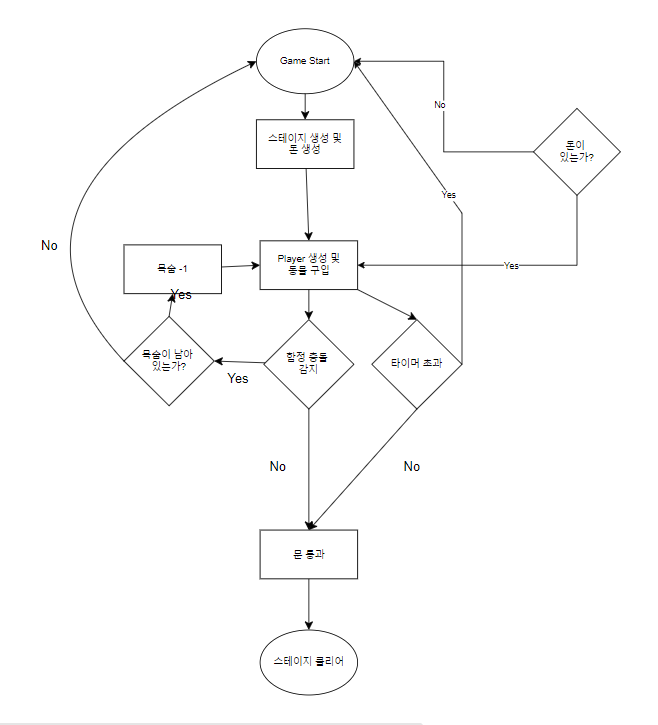 Game Start
스테이지 생성 및
돈 생성
No
돈이
있는가?
Yes
No
Player 생성 및
동물 구입
Yes
목숨 -1
Yes
목숨이 남아
있는가?
함정 충돌
감지
타이머 초과
Yes
No
No
문 통과
스테이지 클리어